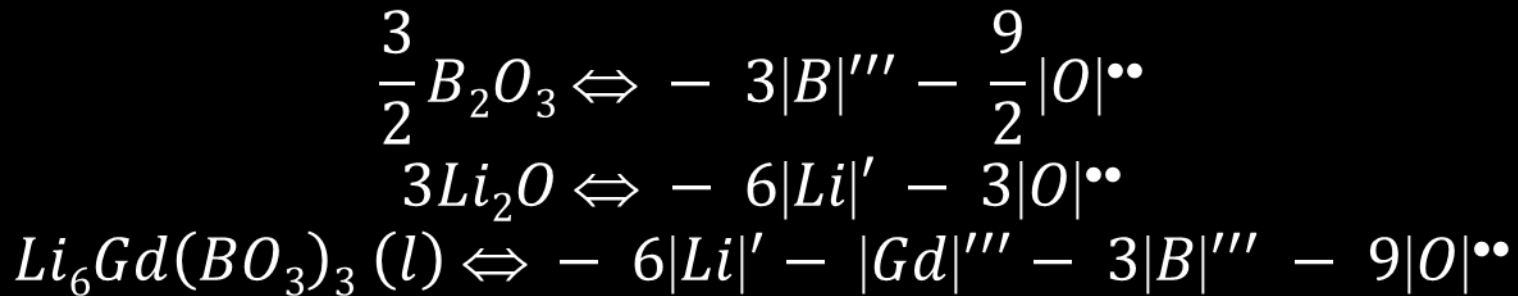 3/2 B₂O₃ ⇔ − 3|B|′′′ − 9/2 |O|••
3Li₂O ⇔ − 6|Li|′ − 3|O|••
Li₆Gd(BO₃)₃ (l) ⇔ − 6|Li|′ − |Gd|′′′ − 3|B|′′′ − 9|O|••